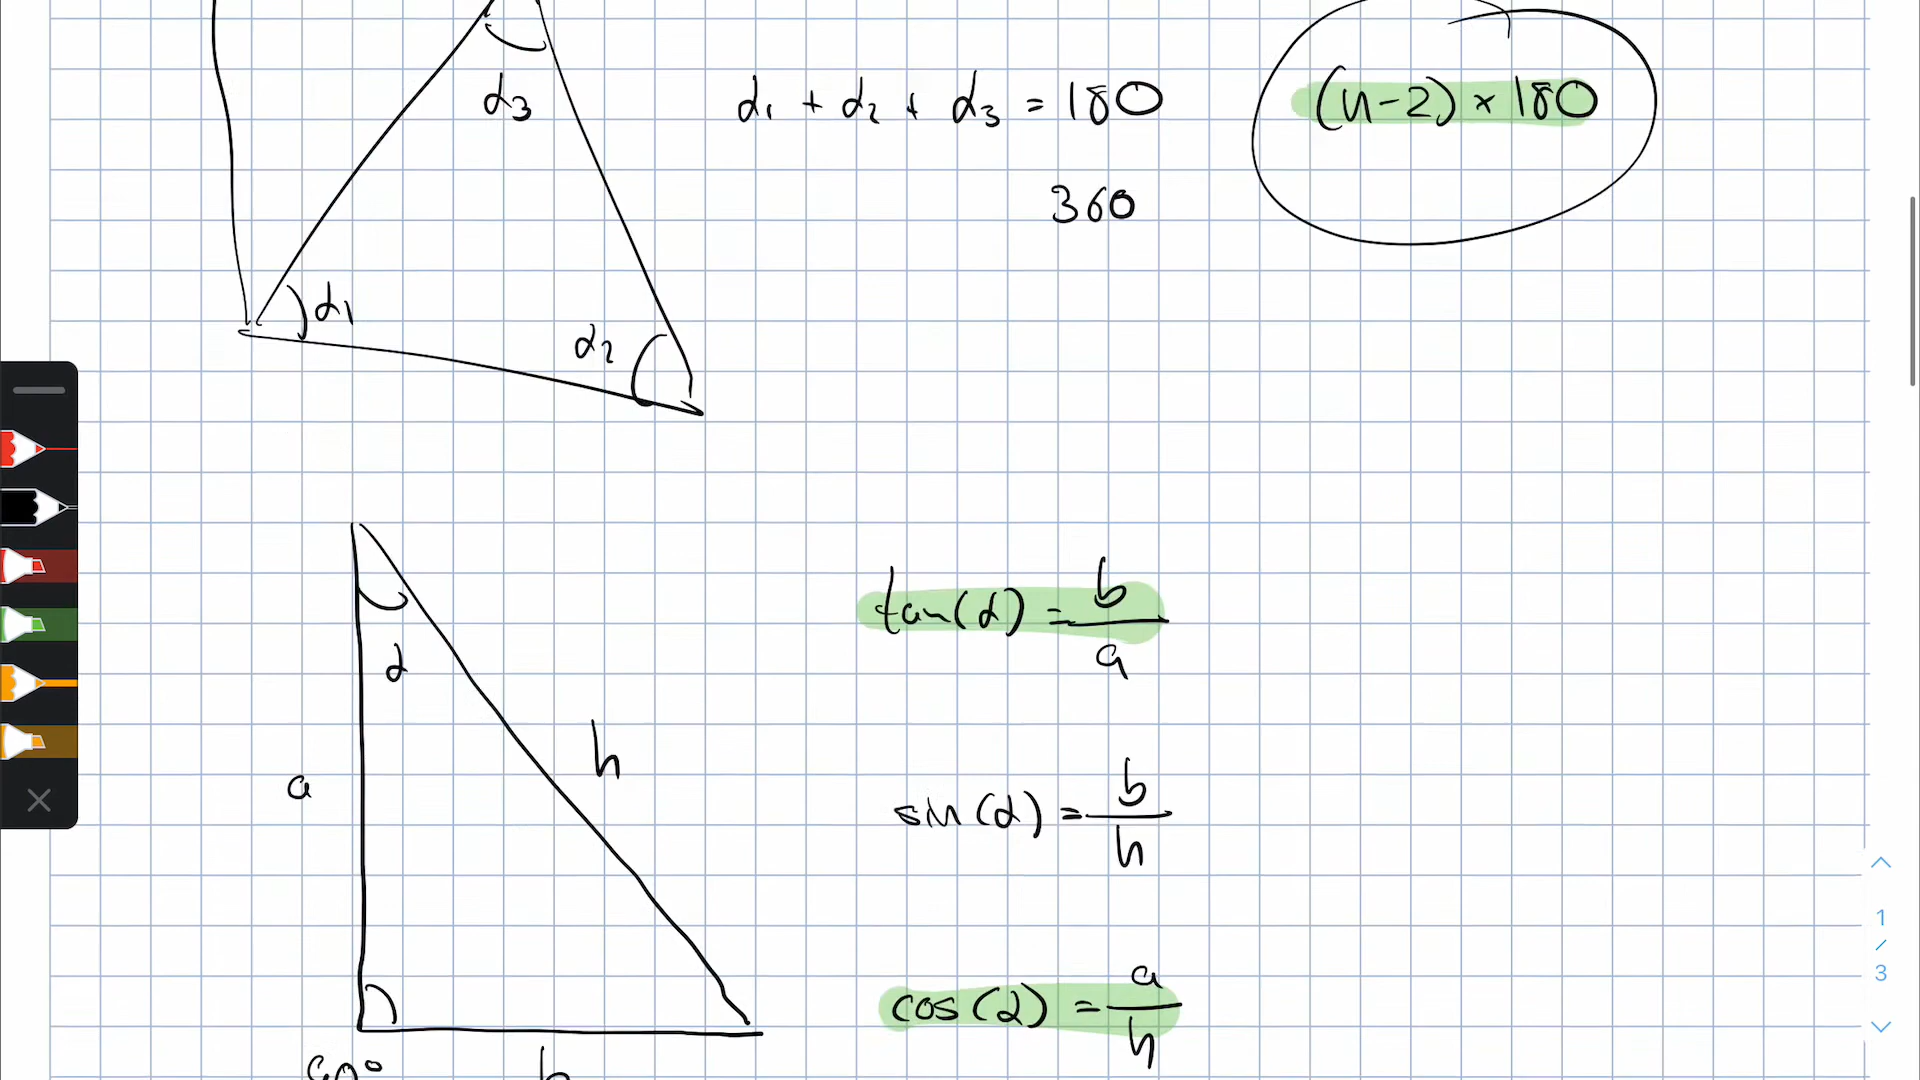 α3
α1 + α2 + α3 = 180
(n-2) × 180
360
α1
α2
tan(α) = b/a
α
h
a
sin(α) = b/h
cos(α) = a/h
90°
b
1
/
3